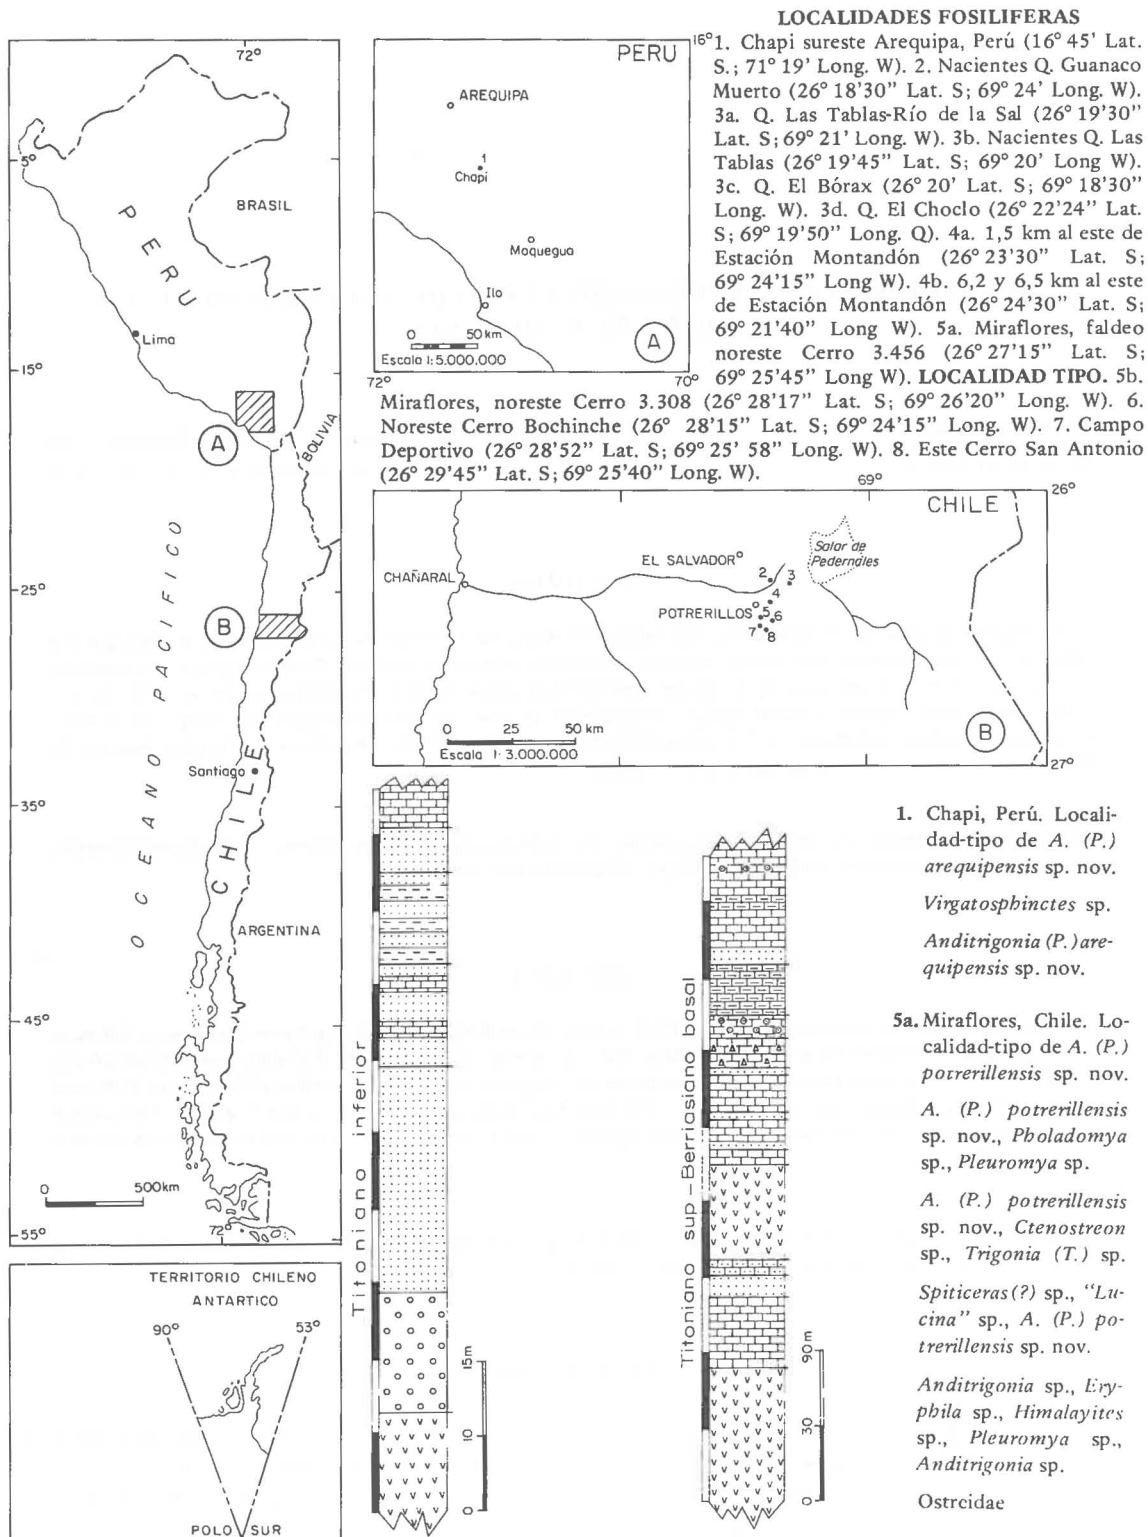 LOCALIDADES FOSILIFERAS
1. Chapi sureste Arequipa, Perú (16° 45' Lat.
S.; 71° 19' Long. W). 2. Nacientes Q. Guanaco
Muerto (26° 18'30" Lat. S; 69° 24' Long. W).
3a. Q. Las Tablas-Río de la Sal (26° 19'30"
Lat. S; 69° 21' Long. W). 3b. Nacientes Q. Las
Tablas (26° 19'45" Lat. S; 69° 20' Long W).
3c. Q. El Bórax (26° 20' Lat. S; 69° 18'30"
Long. W). 3d. Q. El Choclo (26° 22'24" Lat.
S; 69° 19'50" Long. Q). 4a. 1,5 km al este de
Estación Montandón (26° 23'30" Lat. S;
69° 24'15" Long W). 4b. 6,2 y 6,5 km al este
de Estación Montandón (26° 24'30" Lat. S;
69° 21'40" Long W). 5a. Miraflores, faldeo
noreste Cerro 3.456 (26° 27'15" Lat. S;
69° 25'45" Long W). LOCALIDAD TIPO. 5b.
Miraflores, noreste Cerro 3.308 (26° 28'17" Lat. S; 69° 26'20" Long. W). 6.
Noreste Cerro Bochinche (26° 28'15" Lat. S; 69° 24'15" Long. W). 7. Campo
Deportivo (26° 28'52" Lat. S; 69° 25' 58" Long. W). 8. Este Cerro San Antonio
(26° 29'45" Lat. S; 69° 25'40" Long. W).
72°
5°
BRASIL
PERU
Lima
15°
A
BOLIVIA
OCEANO PACIFICO
25°
B
Santiago
CHILE
35°
ARGENTINA
45°
0 500km
72°
55°
TERRITORIO CHILENO
ANTARTICO
90° 53°
POLO SUR
PERU
16°
AREQUIPA
1
Chapi
Moquegua
Ilo
0 50 km
Escala 1:5.000.000
A
72° 70°
69° 26°
CHILE
EL SALVADOR
Salar de
Pedernales
CHAÑARAL
2 3
4
POTRERILLOS
5 6
7 8
0 25 50 km
Escala 1:3.000.000
B
27°
Titoniano inferior
15m
10
0
Titoniano sup-Berriasiano basal
90m
30
0
1. Chapi, Perú. Locali-
dad-tipo de A. (P.)
arequipensis sp. nov.
Virgatosphinctes sp.
Anditrigonia (P.) are-
quipensis sp. nov.
5a. Miraflores, Chile. Lo-
calidad-tipo de A. (P.)
potrerillensis sp. nov.
A. (P.) potrerillensis
sp. nov., Pholadomya
sp., Pleuromya sp.
A. (P.) potrerillensis
sp. nov., Ctenostreon
sp., Trigonia (T.) sp.
Spiticeras(?) sp., "Lu-
cina" sp., A. (P.) po-
trerillensis sp. nov.
Anditrigonia sp., Ery-
phila sp., Himalayites
sp., Pleuromya sp.,
Anditrigonia sp.
Ostreidae